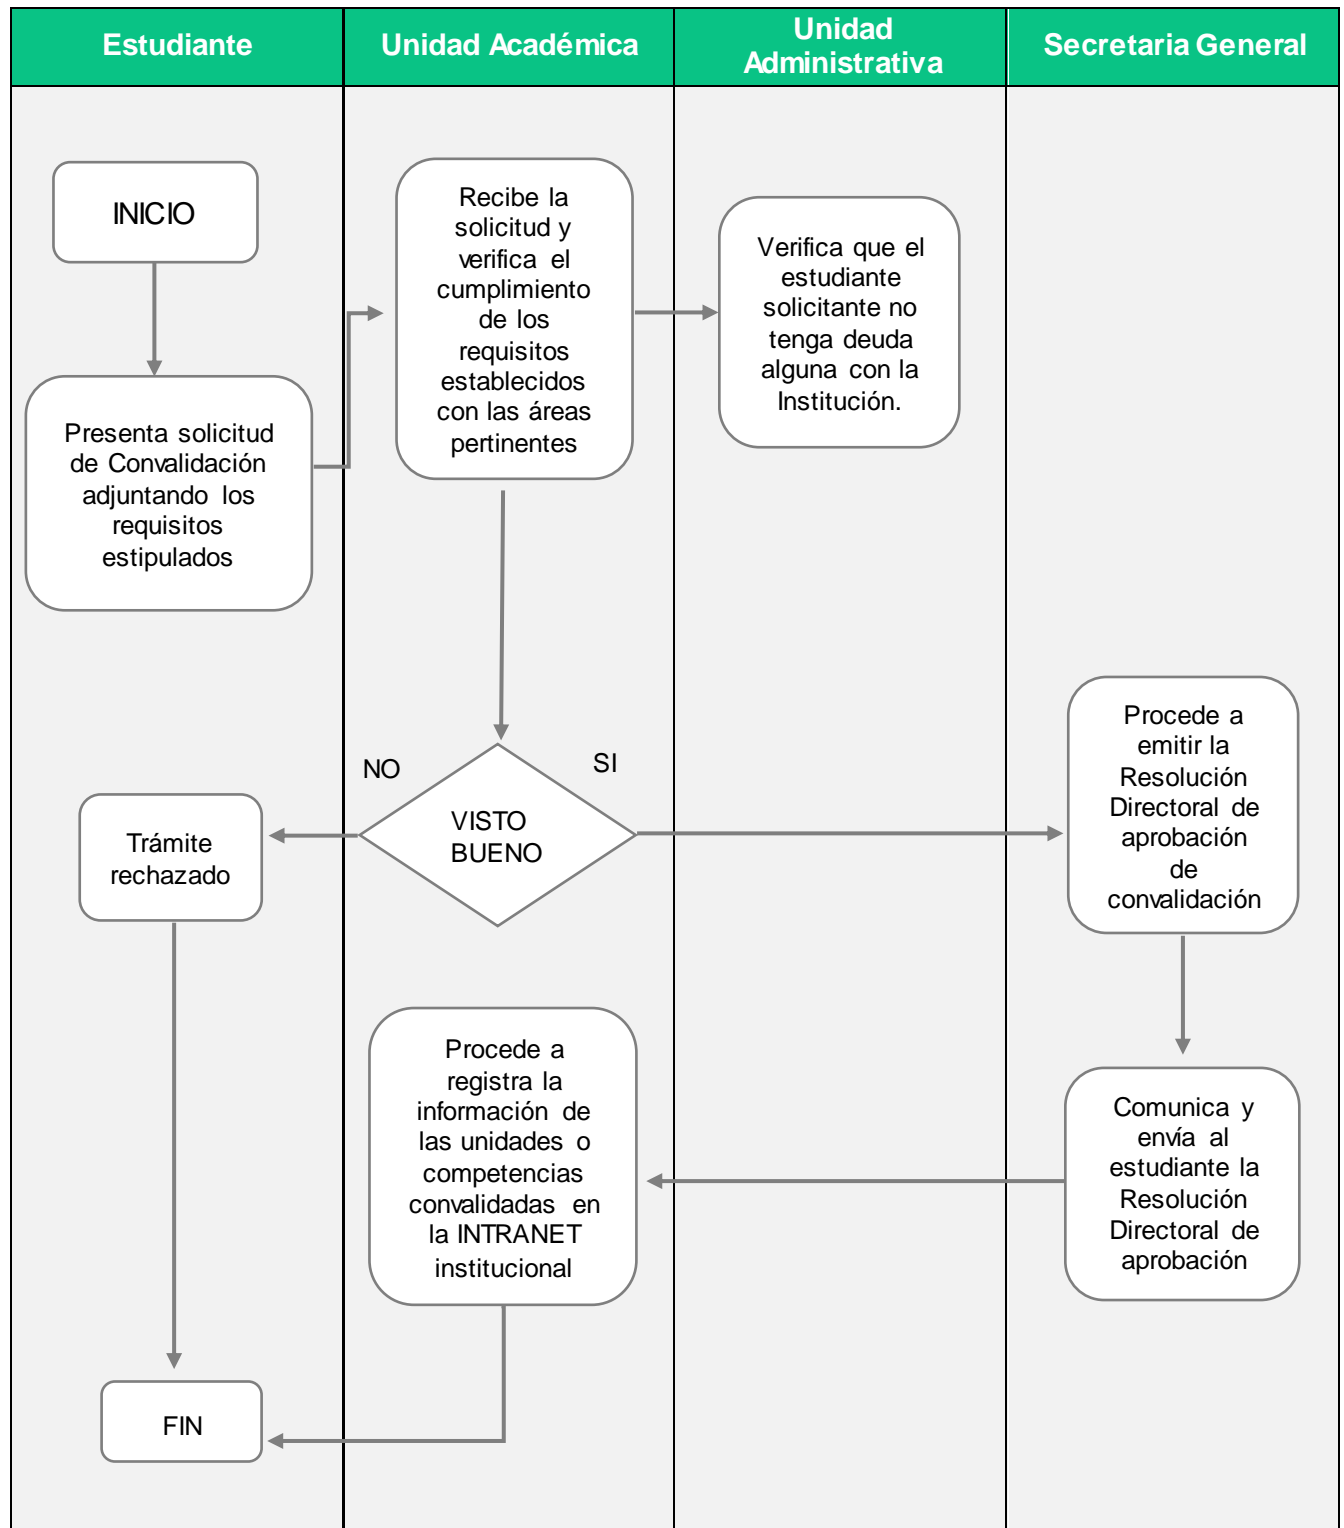 Estudiante
Unidad Académica
Unidad
Administrativa
Secretaria General
INICIO
Presenta solicitud
de Convalidación
adjuntando los
requisitos
estipulados
Recibe la
solicitud y
verifica el
cumplimiento
de los
requisitos
establecidos
con las áreas
pertinentes
Verifica que el
estudiante
solicitante no
tenga deuda
alguna con la
Institución.
NO
SI
VISTO
BUENO
Trámite
rechazado
Procede a
emitir la
Resolución
Directoral de
aprobación
de
convalidación
Comunica y
envía al
estudiante la
Resolución
Directoral de
aprobación
Procede a
registra la
información de
las unidades o
competencias
convalidadas en
la INTRANET
institucional
FIN